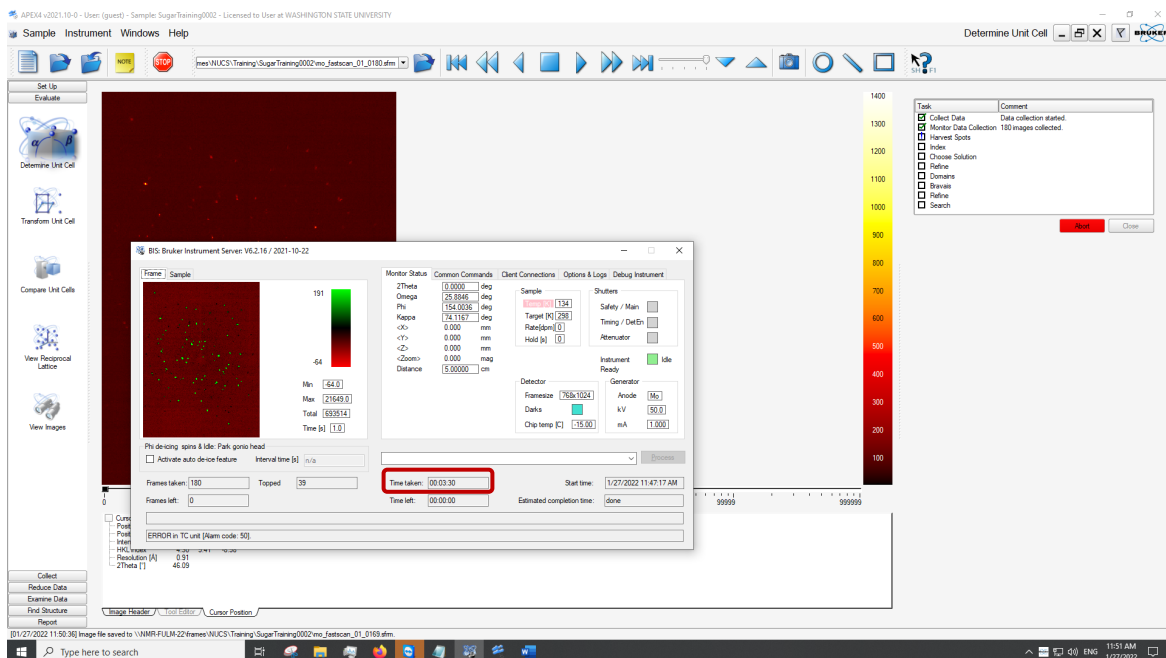 APEX4 v2021.10-0 - User: (guest) - Sample: SugarTraining0002 - Licensed to User at WASHINGTON STATE UNIVERSITY
Sample Instrument Windows Help
Determine Unit Cell
BRUKER
NOTE
STOP
mes\NUCS\Training\SugarTraining0002\mo_fastscan_01_0180.sfrm
SH F1
Set Up
Evaluate
Determine Unit Cell
Transform Unit Cell
Compare Unit Cells
View Reciprocal
Lattice
View Images
Collect
Reduce Data
Examine Data
Find Structure
Report
1400
1300
1200
1100
1000
900
800
700
600
500
400
300
200
100
Task Comment
Collect Data Data collection started.
Monitor Data Collection 180 images collected.
Harvest Spots
Index
Choose Solution
Refine
Domains
Bravais
Refine
Search
Abort Close
BIS: Bruker Instrument Server: V6.2.16 / 2021-10-22
Frame Sample
191
-64
Min -64.0
Max 21649.0
Total 693514
Time [s] 1.0
Monitor Status Common Commands Client Connections Options & Logs Debug Instrument
2Theta 0.0000 deg
Omega 25.8846 deg
Phi 154.0036 deg
Kappa 74.1167 deg
<X> 0.000 mm
<Y> 0.000 mm
<Z> 0.000 mm
<Zoom> 0.000 mag
Distance 5.00000 cm
Sample
Temp [K] 134
Target [K] 298
Rate[dpm] 0
Hold [s] 0
Shutters
Safety / Main
Timing / DetEn
Attenuator
Instrument Idle
Ready
Detector
Framesize 768x1024
Darks
Chip temp [C] -15.00
Generator
Anode Mo
kV 50.0
mA 1.000
Phi de-icing spins & Idle: Park gonio head
Activate auto de-ice feature Interval time [s] n/a
Process
Frames taken: 180 Topped 39 Time taken: 00:03:30 Start time: 1/27/2022 11:47:17 AM
Frames left: 0 Time left: 00:00:00 Estimated completion time: done
ERROR in TC unit [Alarm code: 50].
0 99999 999999
HKL Index
Resolution [Å] 0.91
2Theta [°] 46.09
Image Header Tool Editor Cursor Position
[01/27/2022 11:50:36] Image file saved to \\NMR-FULM-22\frames\NUCS\Training\SugarTraining0002\mo_fastscan_01_0169.sfrm.
Type here to search
ENG
11:51 AM
1/27/2022